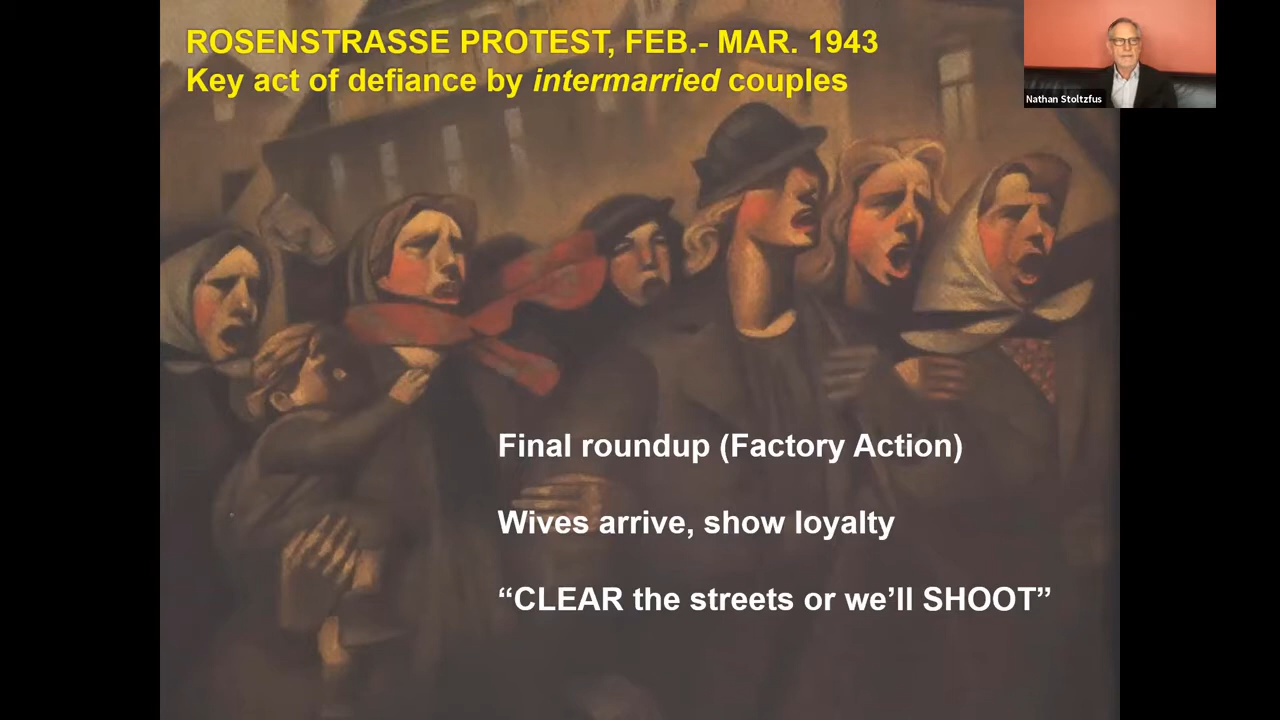 ROSENSTRASSE PROTEST, FEB.- MAR. 1943
Key act of defiance by intermarried couples
Nathan Stoltzfus
Final roundup (Factory Action)
Wives arrive, show loyalty
“CLEAR the streets or we’ll SHOOT”